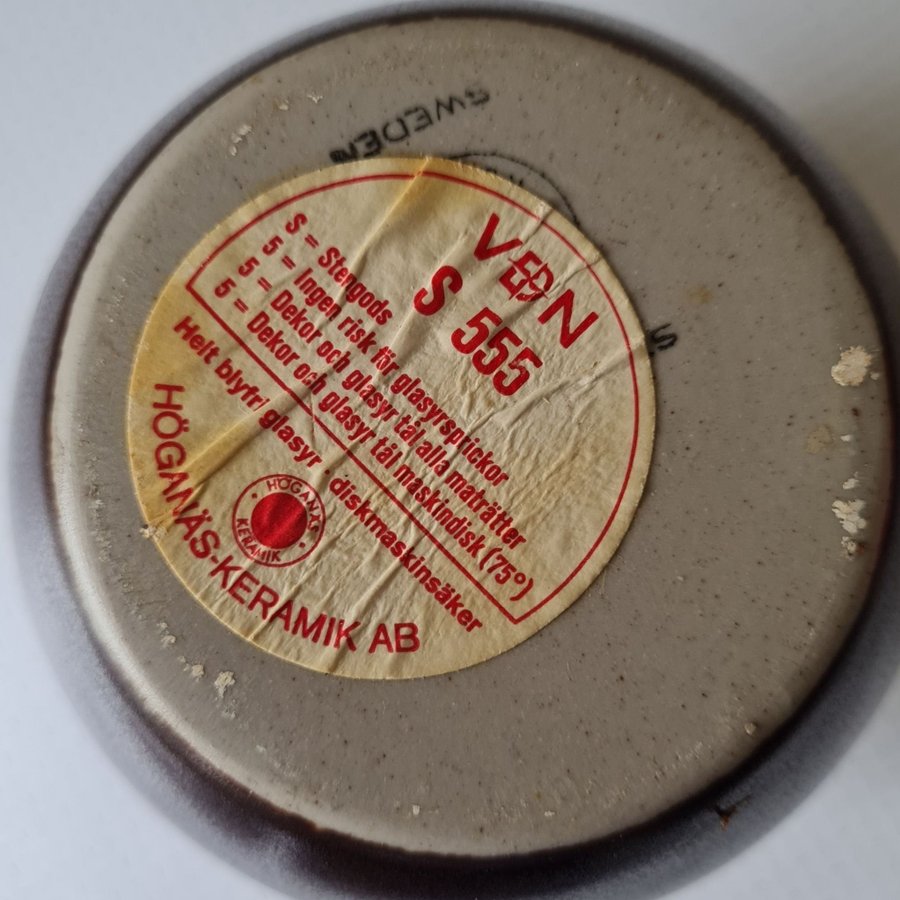 SWEDEN
VDN
S 555
S = Stengods
5 = Ingen risk för glasyrsprickor
5 = Dekor och glasyr tål alla maträtter
5 = Dekor och glasyr tål maskindisk (75°)
Helt blyfri glasyr · diskmaskinsäker
HÖGANÄS
KERAMIK
HÖGANÄS-KERAMIK AB